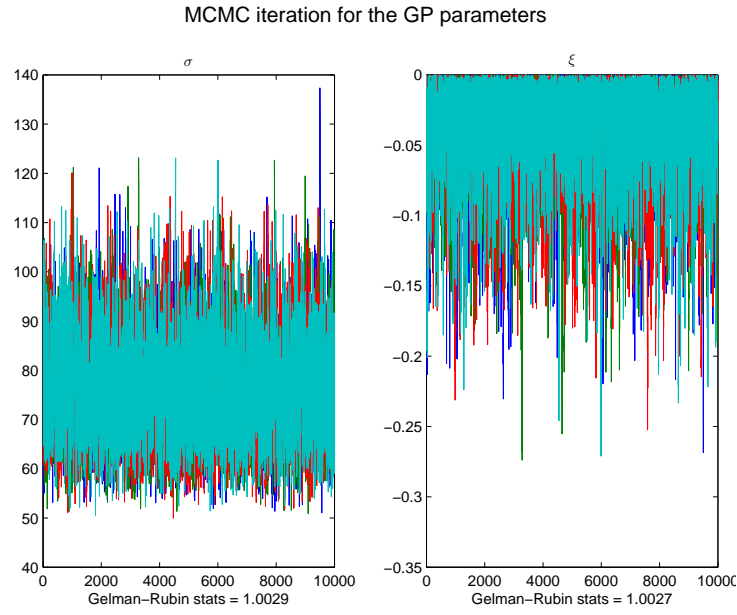 MCMC iteration for the GP parameters
σ
140
130
120
110
100
90
80
70
60
50
40
0 2000 4000 6000 8000 10000
Gelman−Rubin stats = 1.0029
ξ
0
−0.05
−0.1
−0.15
−0.2
−0.25
−0.3
−0.35
0 2000 4000 6000 8000 10000
Gelman−Rubin stats = 1.0027